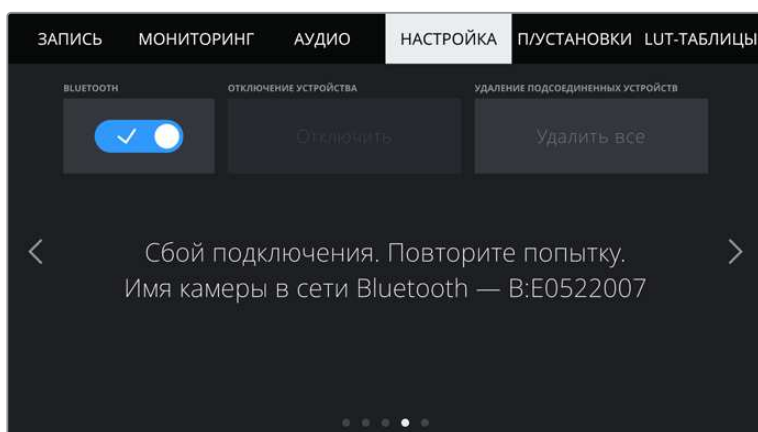 ЗАПИСЬ МОНИТОРИНГ АУДИО НАСТРОЙКА П/УСТАНОВКИ LUT-ТАБЛИЦЫ
BLUETOOTH ОТКЛЮЧЕНИЕ УСТРОЙСТВА УДАЛЕНИЕ ПОДСОЕДИНЕННЫХ УСТРОЙСТВ
Отключить Удалить все
Сбой подключения. Повторите попытку.
Имя камеры в сети Bluetooth — B:E0522007